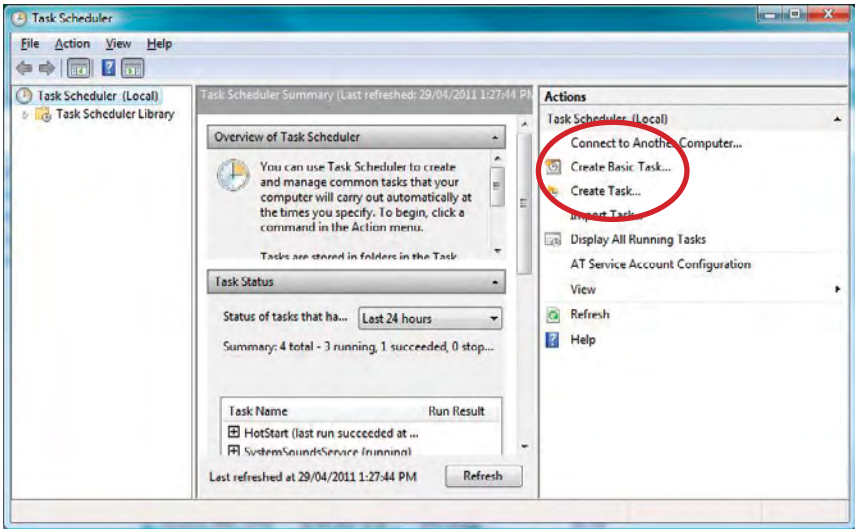 Task Scheduler
File Action View Help
Task Scheduler (Local)
Task Scheduler Library
Task Scheduler Summary (Last refreshed: 29/04/2011 1:27:44 PM
Overview of Task Scheduler
You can use Task Scheduler to create
and manage common tasks that your
computer will carry out automatically at
the times you specify. To begin, click a
command in the Action menu.
Tasks are stored in folders in the Task
Task Status
Status of tasks that ha... Last 24 hours
Summary: 4 total - 3 running, 1 succeeded, 0 stop...
Task Name Run Result
HotStart (last run succeeded at ...
SystemSoundsService (running)
Last refreshed at 29/04/2011 1:27:44 PM Refresh
Actions
Task Scheduler (Local)
Connect to Another Computer...
Create Basic Task...
Create Task...
Import Task...
Display All Running Tasks
AT Service Account Configuration
View
Refresh
Help